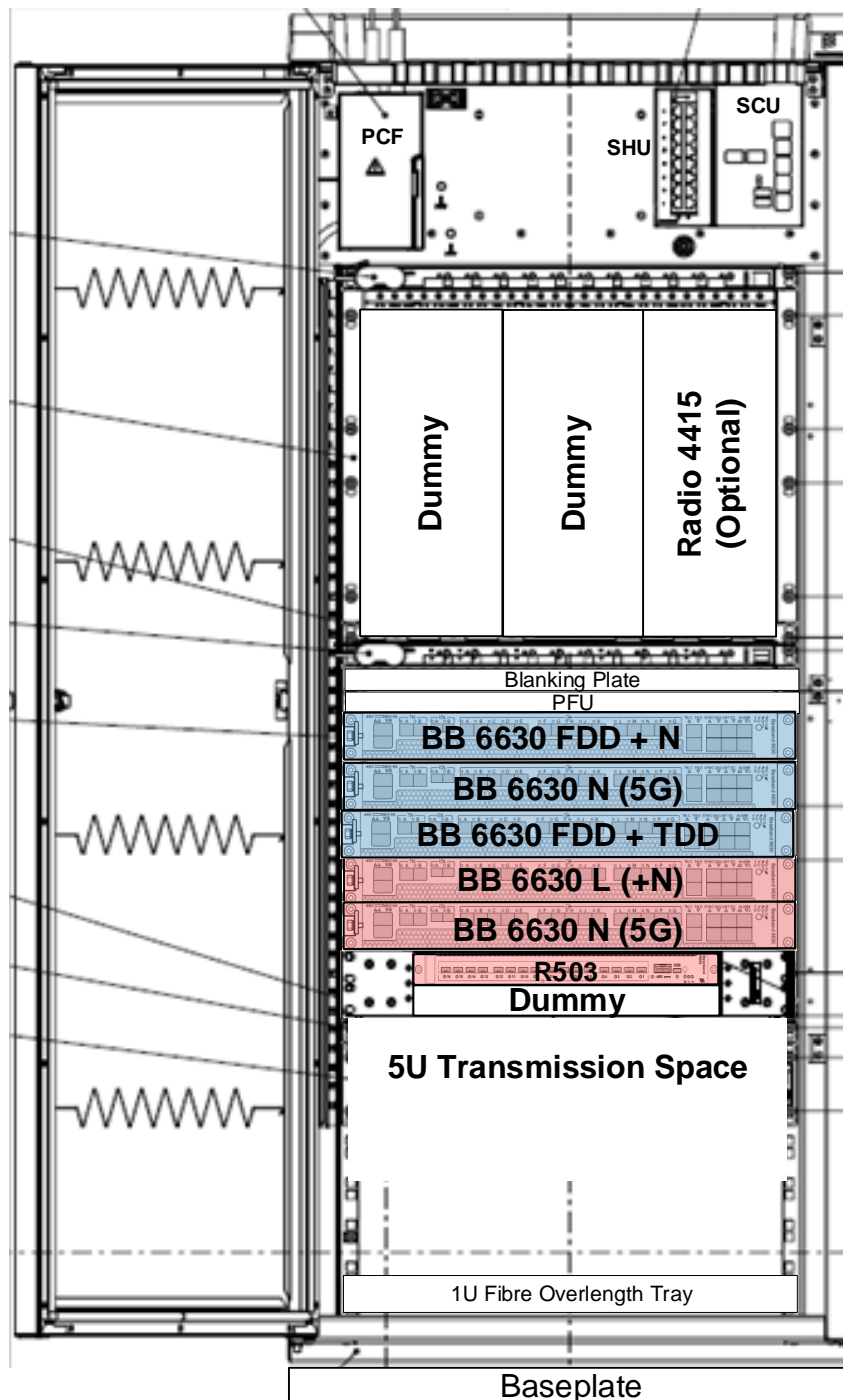 PCF
SHU
SCU
Dummy
Dummy
Radio 4415
(Optional)
Blanking Plate
PFU
BB 6630 FDD + N
BB 6630 N (5G)
BB 6630 FDD + TDD
BB 6630 L (+N)
BB 6630 N (5G)
R503
Dummy
5U Transmission Space
1U Fibre Overlength Tray
Baseplate